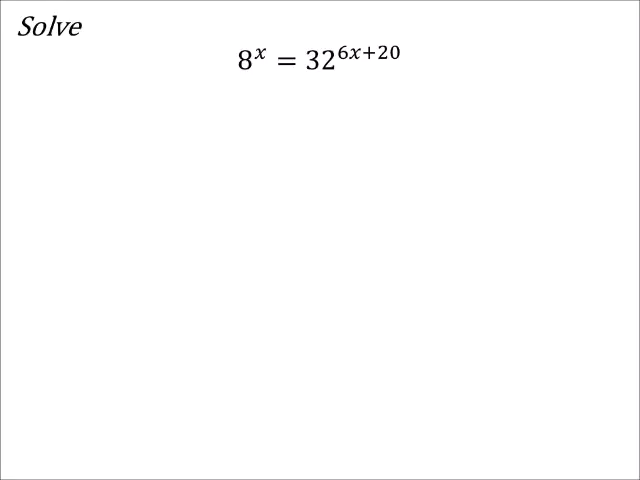 Solve
8^x = 32^{6x+20}